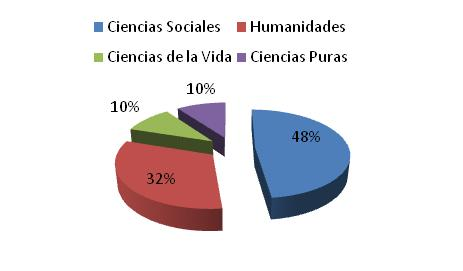 Ciencias Sociales Humanidades
Ciencias de la Vida Ciencias Puras
10%
10%
48%
32%